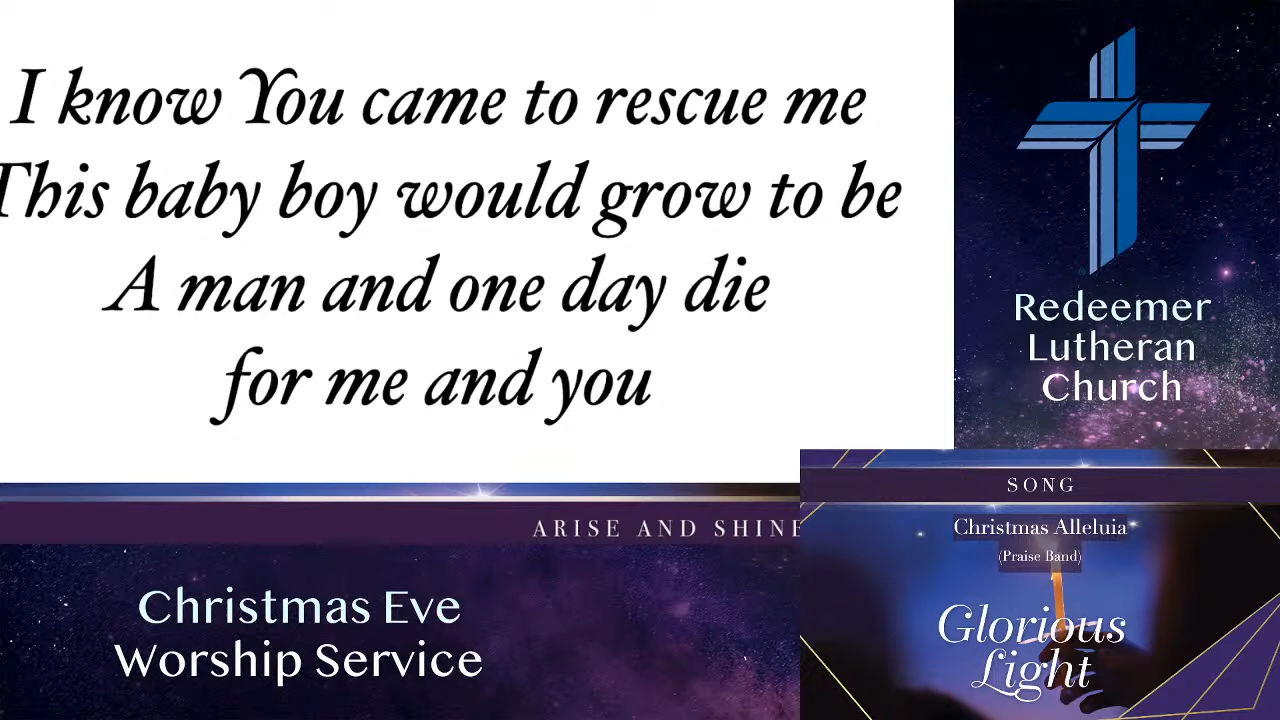 I know You came to rescue me
This baby boy would grow to be
A man and one day die
for me and you
Redeemer
Lutheran
Church
ARISE AND SHINE
Christmas Eve
Worship Service
SONG
Christmas Alleluia
(Praise Band)
Glorious
Light